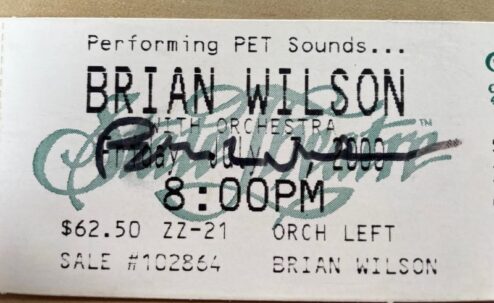 Performing PET Sounds...
BRIAN WILSON
WITH ORCHESTRA
Friday July 2000
8:00PM
$62.50 ZZ-21 ORCH LEFT
SALE #102864 BRIAN WILSON